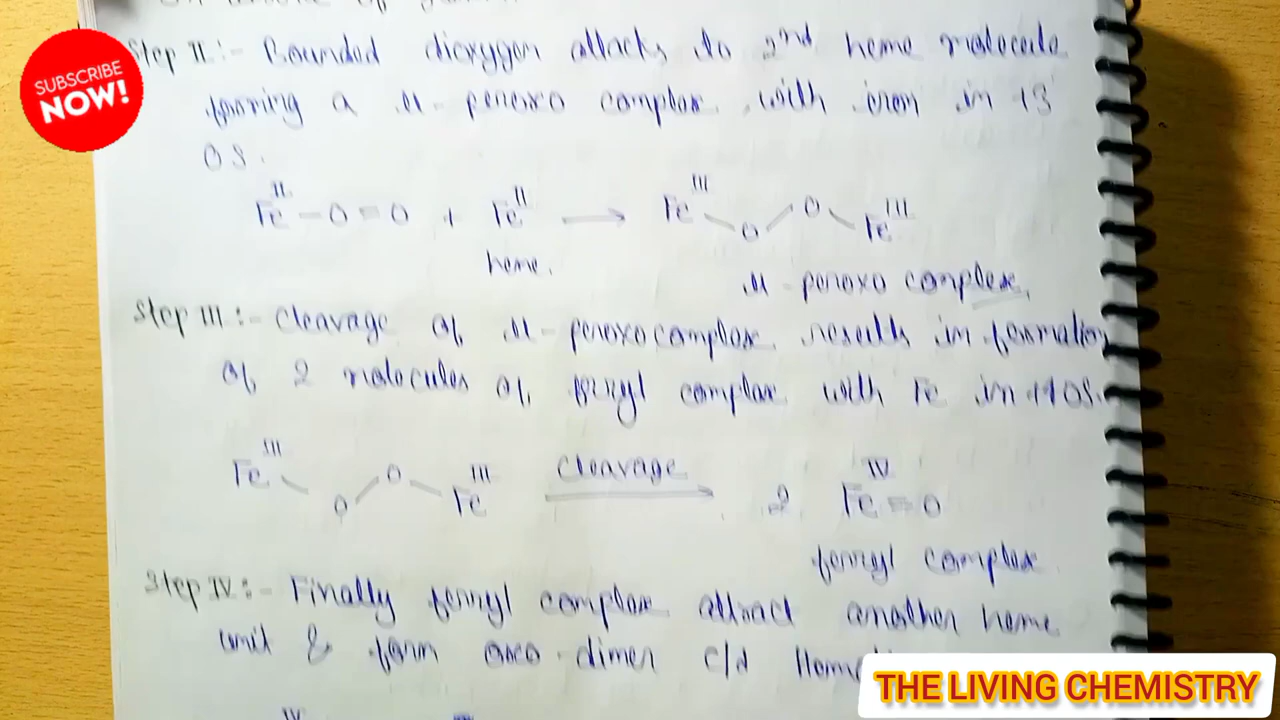 SUBSCRIBE
NOW!
Step II :- Bounded dioxygen attacks to 2nd heme molecule
forming a μ - peroxo complex with iron in +3
OS.
Fe^II - O = O + Fe^II → Fe^III - O - O - Fe^III
heme.
μ - peroxo complex
Step III :- Cleavage of μ - peroxo complex results in formation
of 2 molecules of ferryl complex with Fe in +4 OS.
Fe^III - O - O - Fe^III Cleavage → 2 Fe^IV = O
ferryl complex
Step IV :- Finally ferryl complex attract another heme
unit & form oxo - dimer c/d
THE LIVING CHEMISTRY